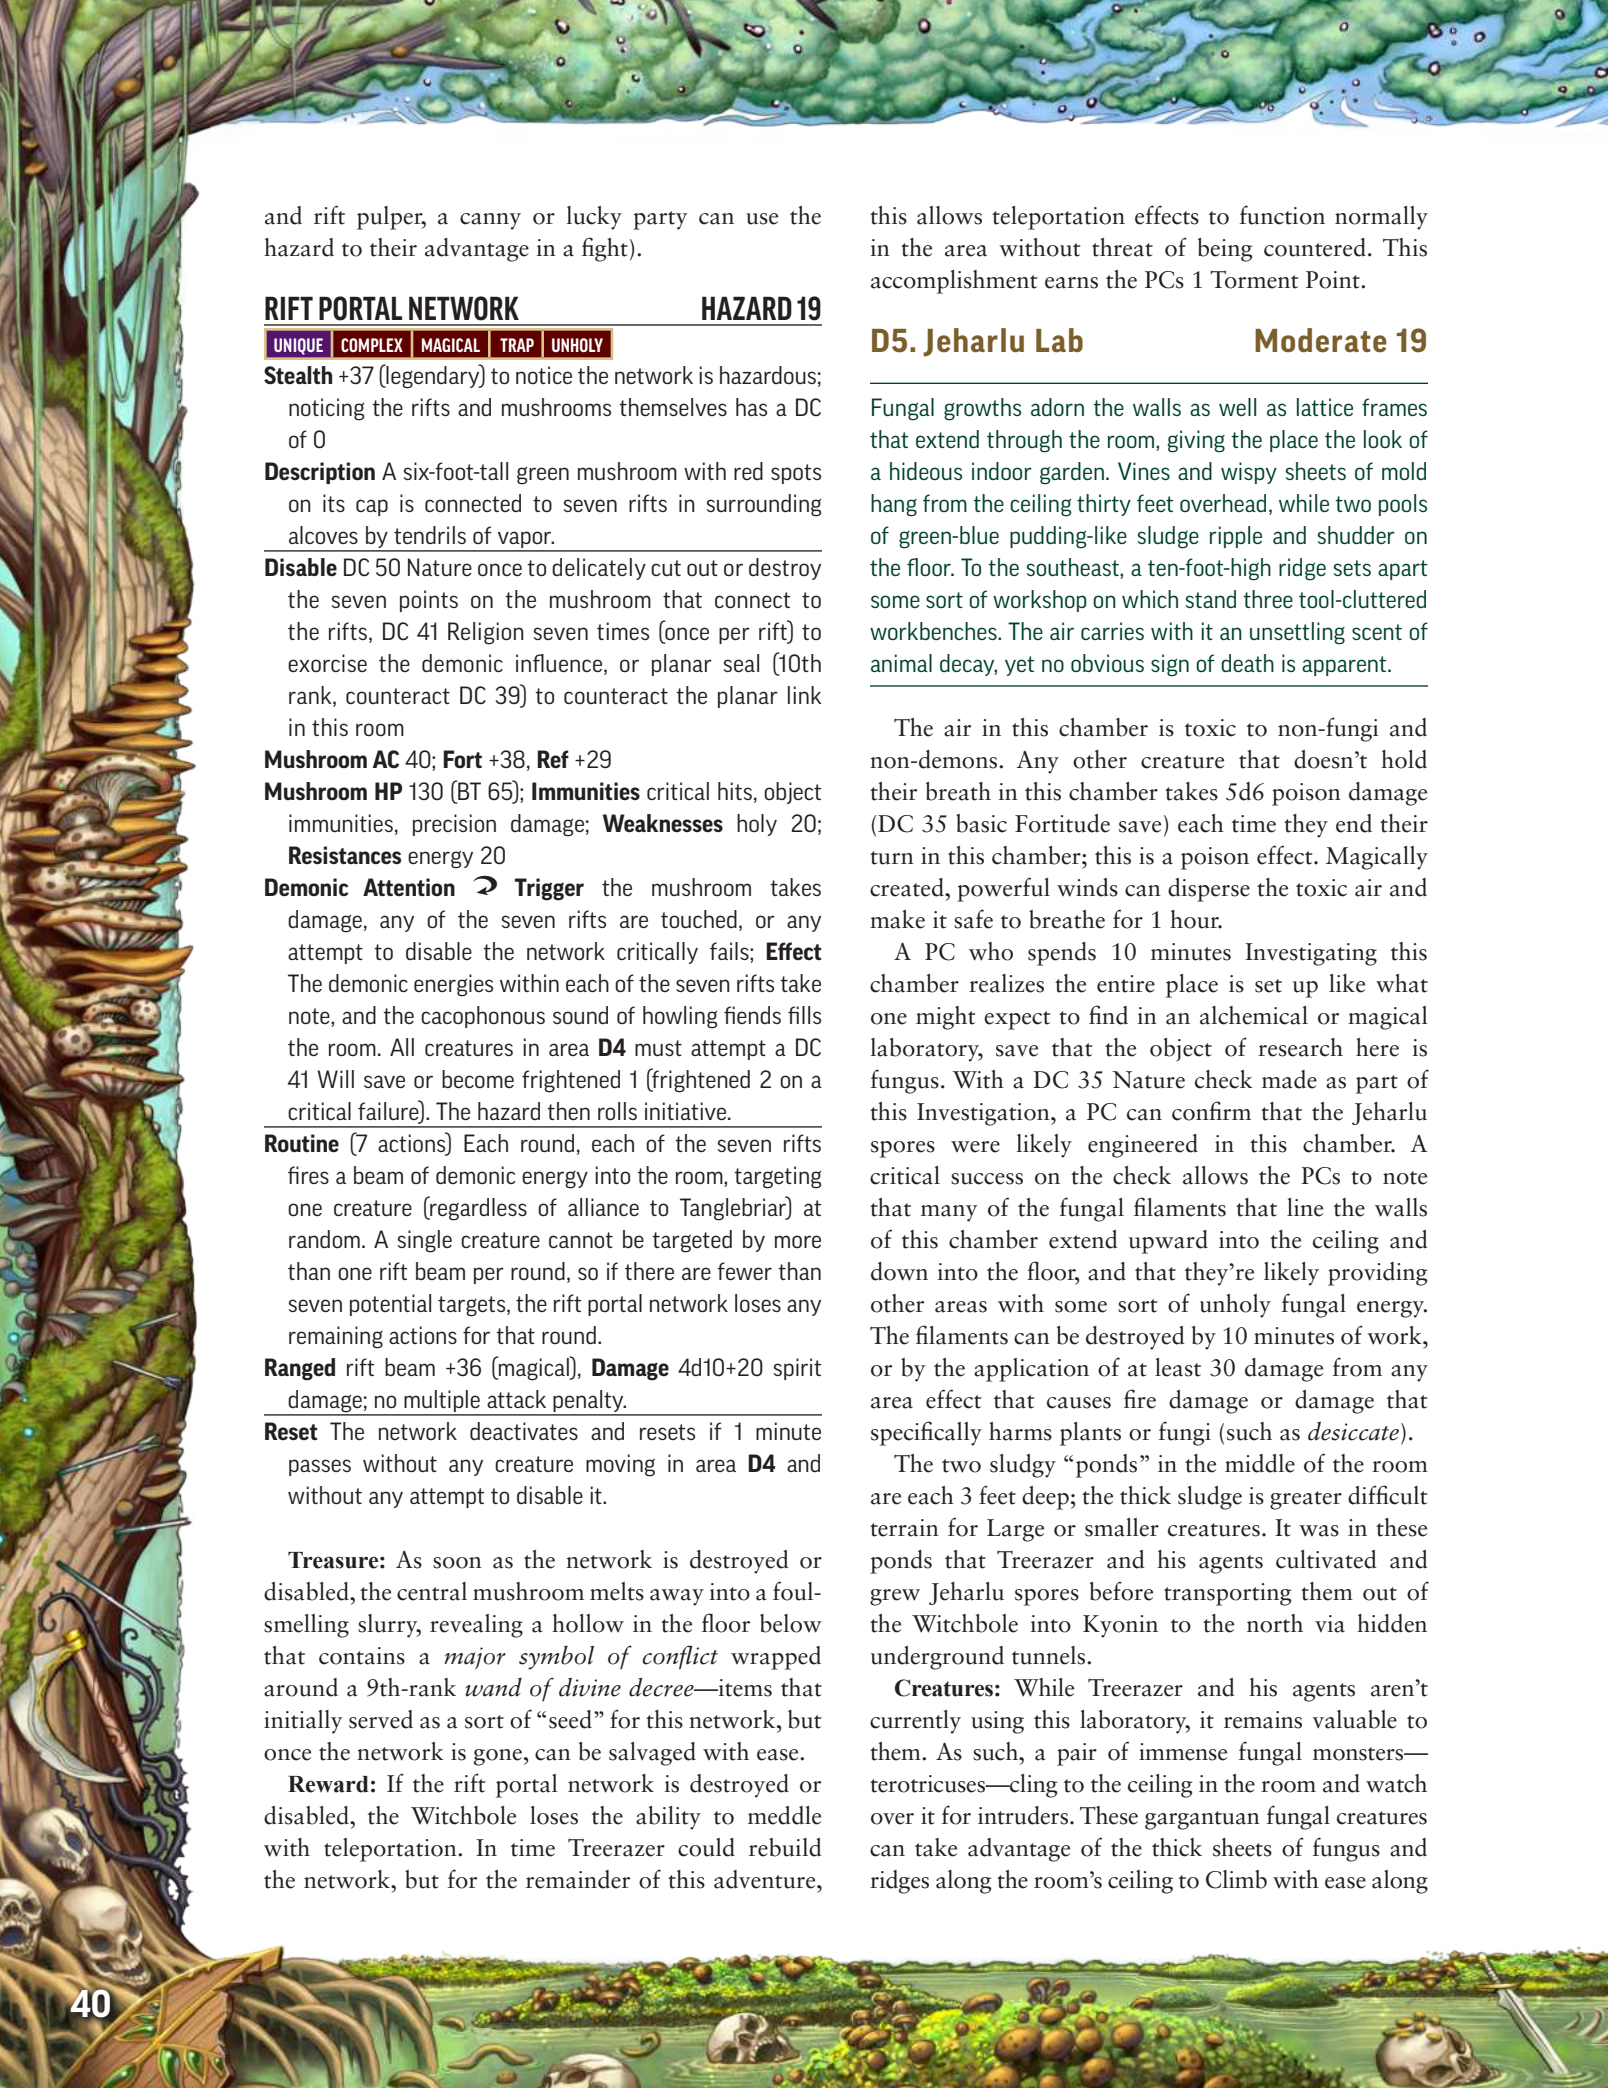 and rift pulper, a canny or lucky party can use the
hazard to their advantage in a fight).
RIFT PORTAL NETWORK HAZARD 19
UNIQUE COMPLEX MAGICAL TRAP UNHOLY
Stealth +37 (legendary) to notice the network is hazardous;
noticing the rifts and mushrooms themselves has a DC
of 0
Description A six-foot-tall green mushroom with red spots
on its cap is connected to seven rifts in surrounding
alcoves by tendrils of vapor.
Disable DC 50 Nature once to delicately cut out or destroy
the seven points on the mushroom that connect to
the rifts, DC 41 Religion seven times (once per rift) to
exorcise the demonic influence, or planar seal (10th
rank, counteract DC 39) to counteract the planar link
in this room
Mushroom AC 40; Fort +38, Ref +29
Mushroom HP 130 (BT 65); Immunities critical hits, object
immunities, precision damage; Weaknesses holy 20;
Resistances energy 20
Demonic Attention Trigger the mushroom takes
damage, any of the seven rifts are touched, or any
attempt to disable the network critically fails; Effect
The demonic energies within each of the seven rifts take
note, and the cacophonous sound of howling fiends fills
the room. All creatures in area D4 must attempt a DC
41 Will save or become frightened 1 (frightened 2 on a
critical failure). The hazard then rolls initiative.
Routine (7 actions) Each round, each of the seven rifts
fires a beam of demonic energy into the room, targeting
one creature (regardless of alliance to Tanglebriar) at
random. A single creature cannot be targeted by more
than one rift beam per round, so if there are fewer than
seven potential targets, the rift portal network loses any
remaining actions for that round.
Ranged rift beam +36 (magical), Damage 4d10+20 spirit
damage; no multiple attack penalty.
Reset The network deactivates and resets if 1 minute
passes without any creature moving in area D4 and
without any attempt to disable it.
Treasure: As soon as the network is destroyed or
disabled, the central mushroom melts away into a foul-
smelling slurry, revealing a hollow in the floor below
that contains a major symbol of conflict wrapped
around a 9th-rank wand of divine decree—items that
initially served as a sort of “seed” for this network, but
once the network is gone, can be salvaged with ease.
Reward: If the rift portal network is destroyed or
disabled, the Witchbole loses the ability to meddle
with teleportation. In time Treerazer could rebuild
the network, but for the remainder of this adventure,
this allows teleportation effects to function normally
in the area without threat of being countered. This
accomplishment earns the PCs 1 Torment Point.
D5. Jeharlu Lab Moderate 19
Fungal growths adorn the walls as well as lattice frames
that extend through the room, giving the place the look of
a hideous indoor garden. Vines and wispy sheets of mold
hang from the ceiling thirty feet overhead, while two pools
of green-blue pudding-like sludge ripple and shudder on
the floor. To the southeast, a ten-foot-high ridge sets apart
some sort of workshop on which stand three tool-cluttered
workbenches. The air carries with it an unsettling scent of
animal decay, yet no obvious sign of death is apparent.
The air in this chamber is toxic to non-fungi and
non-demons. Any other creature that doesn’t hold
their breath in this chamber takes 5d6 poison damage
(DC 35 basic Fortitude save) each time they end their
turn in this chamber; this is a poison effect. Magically
created, powerful winds can disperse the toxic air and
make it safe to breathe for 1 hour.
A PC who spends 10 minutes Investigating this
chamber realizes the entire place is set up like what
one might expect to find in an alchemical or magical
laboratory, save that the object of research here is
fungus. With a DC 35 Nature check made as part of
this Investigation, a PC can confirm that the Jeharlu
spores were likely engineered in this chamber. A
critical success on the check allows the PCs to note
that many of the fungal filaments that line the walls
of this chamber extend upward into the ceiling and
down into the floor, and that they’re likely providing
other areas with some sort of unholy fungal energy.
The filaments can be destroyed by 10 minutes of work,
or by the application of at least 30 damage from any
area effect that causes fire damage or damage that
specifically harms plants or fungi (such as desiccate).
The two sludgy “ponds” in the middle of the room
are each 3 feet deep; the thick sludge is greater difficult
terrain for Large or smaller creatures. It was in these
ponds that Treerazer and his agents cultivated and
grew Jeharlu spores before transporting them out of
the Witchbole into Kyonin to the north via hidden
underground tunnels.
Creatures: While Treerazer and his agents aren’t
currently using this laboratory, it remains valuable to
them. As such, a pair of immense fungal monsters—
terotricuses—cling to the ceiling in the room and watch
over it for intruders. These gargantuan fungal creatures
can take advantage of the thick sheets of fungus and
ridges along the room’s ceiling to Climb with ease along
40